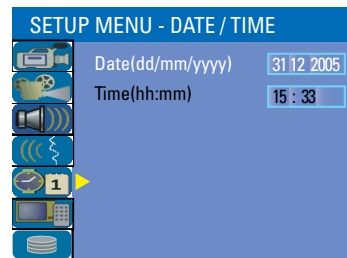 SETUP MENU - DATE / TIME
Date(dd/mm/yyyy) 31 12 2005
Time(hh:mm) 15 : 33
1